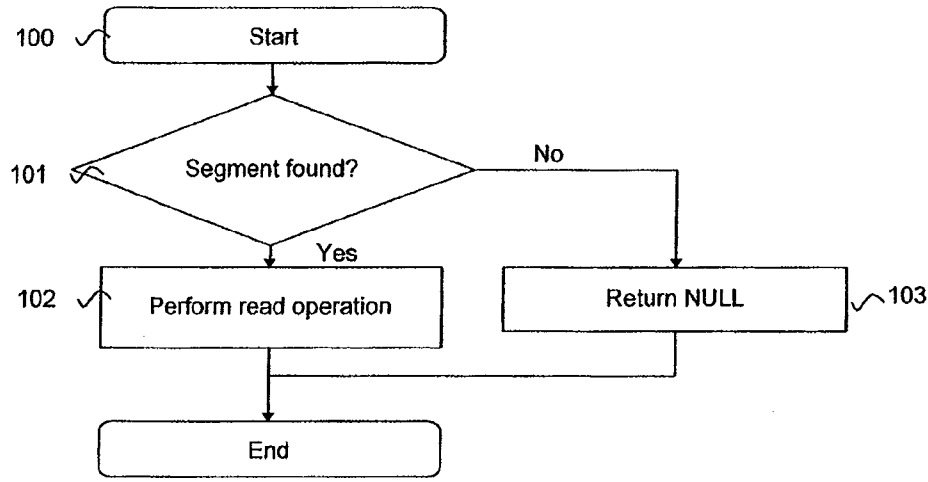 100
Start
101
Segment found?
No
Yes
102
Perform read operation
Return NULL
103
End